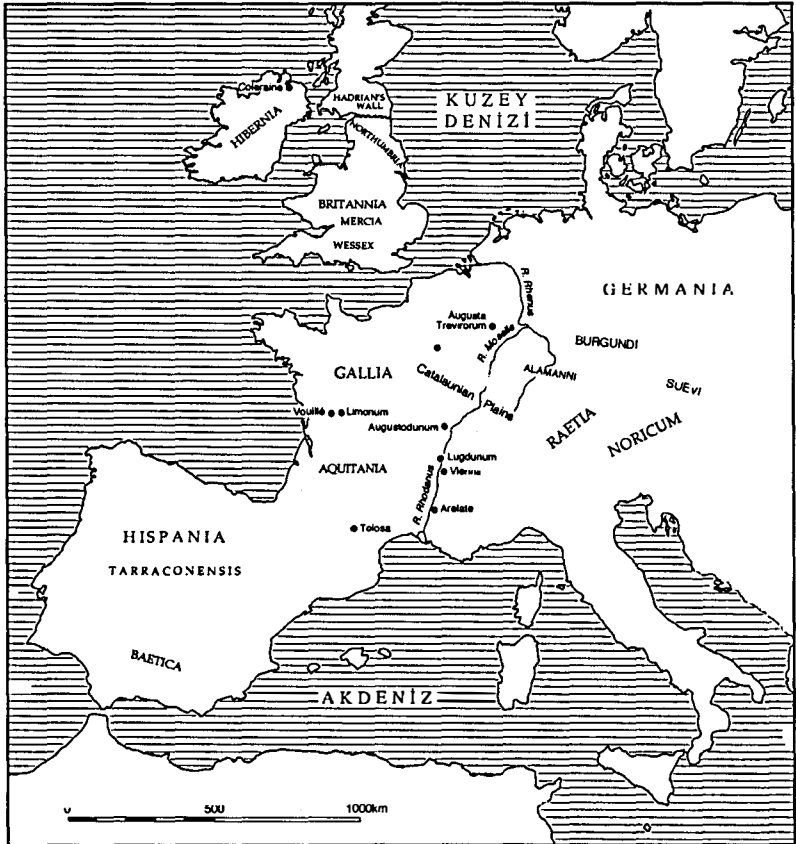 Coleraine
HIBERNIA
HADRIAN'S
WALL
NORTHUMBRIA
BRITANNIA
MERCIA
WESSEX
KUZEY
DENİZİ
GERMANIA
R. Rhenus
Augusta
Trevirorum
R. Moselle
BURGUNDI
ALAMANNI
SUEVI
GALLIA
Catalaunian
Plains
RAETIA
NORICUM
Vouillé
Limonum
Augustodunum
AQUITANIA
Lugdunum
Vienna
R. Rhodanus
Arelate
Tolosa
HISPANIA
TARRACONENSIS
BAETICA
AKDENİZ
0 500 1000km